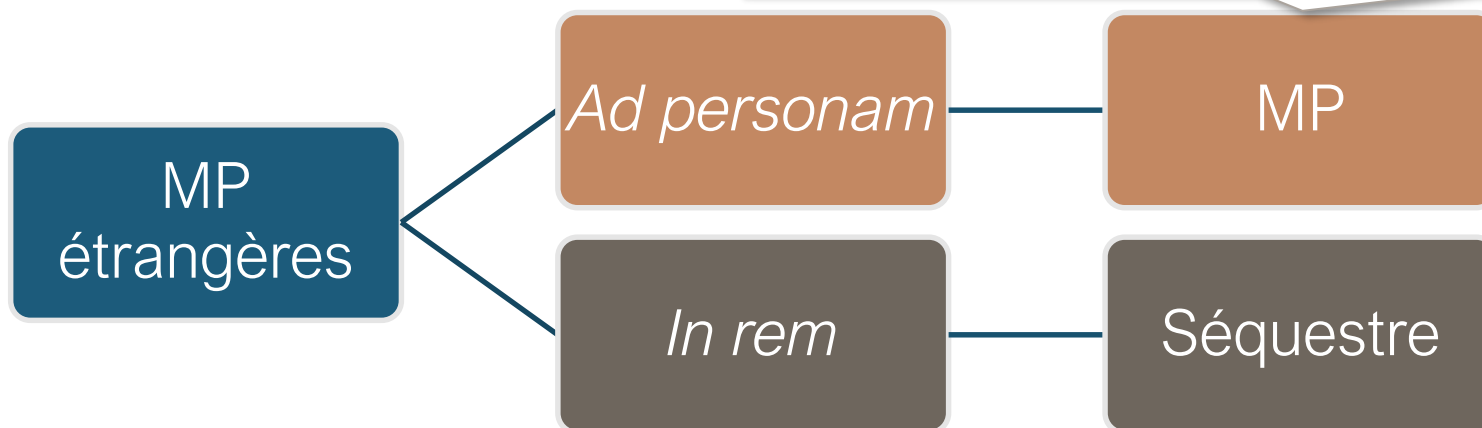 MP
étrangères
Ad personam
MP
In rem
Séquestre